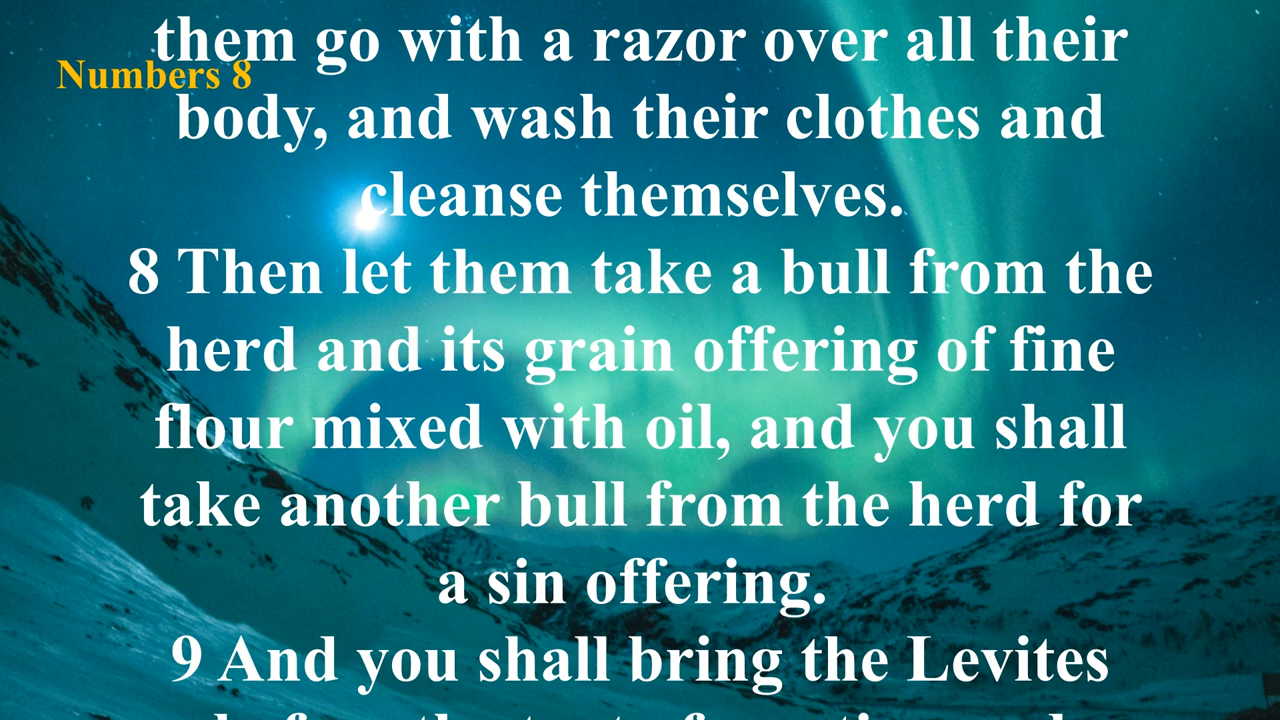 them go with a razor over all their
Numbers 8
body, and wash their clothes and
cleanse themselves.
8 Then let them take a bull from the
herd and its grain offering of fine
flour mixed with oil, and you shall
take another bull from the herd for
a sin offering.
9 And you shall bring the Levites